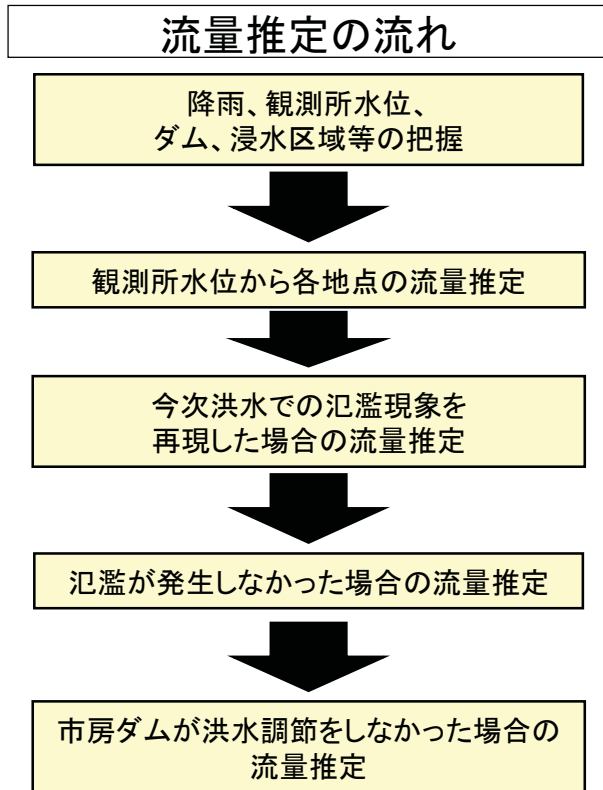 流量推定の流れ
降雨、観測所水位、
ダム、浸水区域等の把握
観測所水位から各地点の流量推定
今次洪水での氾濫現象を
再現した場合の流量推定
氾濫が発生しなかった場合の流量推定
市房ダムが洪水調節をしなかった場合の
流量推定